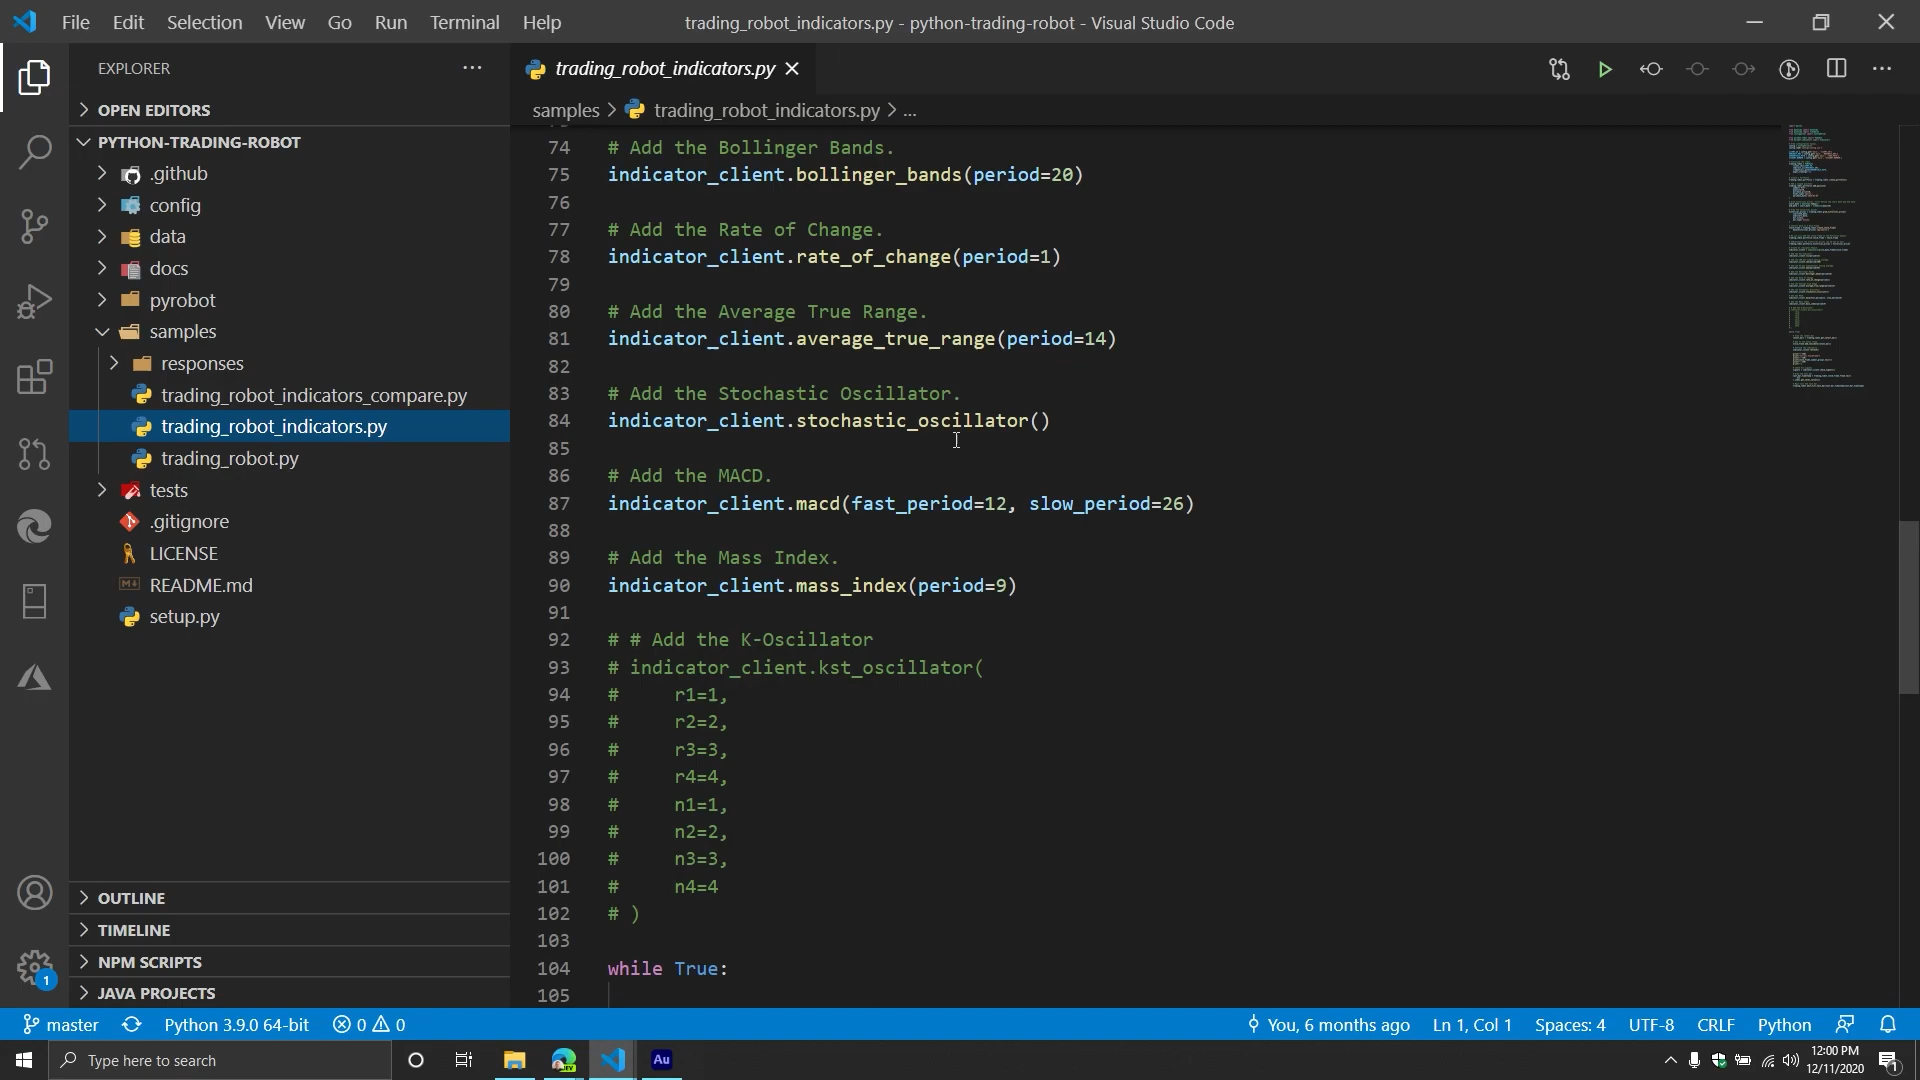 File Edit Selection View Go Run Terminal Help
trading_robot_indicators.py - python-trading-robot - Visual Studio Code
EXPLORER
OPEN EDITORS
PYTHON-TRADING-ROBOT
.github
config
data
docs
pyrobot
samples
responses
trading_robot_indicators_compare.py
trading_robot_indicators.py
trading_robot.py
tests
.gitignore
LICENSE
README.md
setup.py
OUTLINE
TIMELINE
NPM SCRIPTS
JAVA PROJECTS
1
trading_robot_indicators.py
samples > trading_robot_indicators.py > ...
74 # Add the Bollinger Bands.
75 indicator_client.bollinger_bands(period=20)
76
77 # Add the Rate of Change.
78 indicator_client.rate_of_change(period=1)
79
80 # Add the Average True Range.
81 indicator_client.average_true_range(period=14)
82
83 # Add the Stochastic Oscillator.
84 indicator_client.stochastic_oscillator()
85
86 # Add the MACD.
87 indicator_client.macd(fast_period=12, slow_period=26)
88
89 # Add the Mass Index.
90 indicator_client.mass_index(period=9)
91
92 # # Add the K-Oscillator
93 # indicator_client.kst_oscillator(
94 #     r1=1,
95 #     r2=2,
96 #     r3=3,
97 #     r4=4,
98 #     n1=1,
99 #     n2=2,
100 #     n3=3,
101 #     n4=4
102 # )
103
104 while True:
105
master Python 3.9.0 64-bit 0 0 You, 6 months ago Ln 1, Col 1 Spaces: 4 UTF-8 CRLF Python
Type here to search
Au
12:00 PM
12/11/2020
1